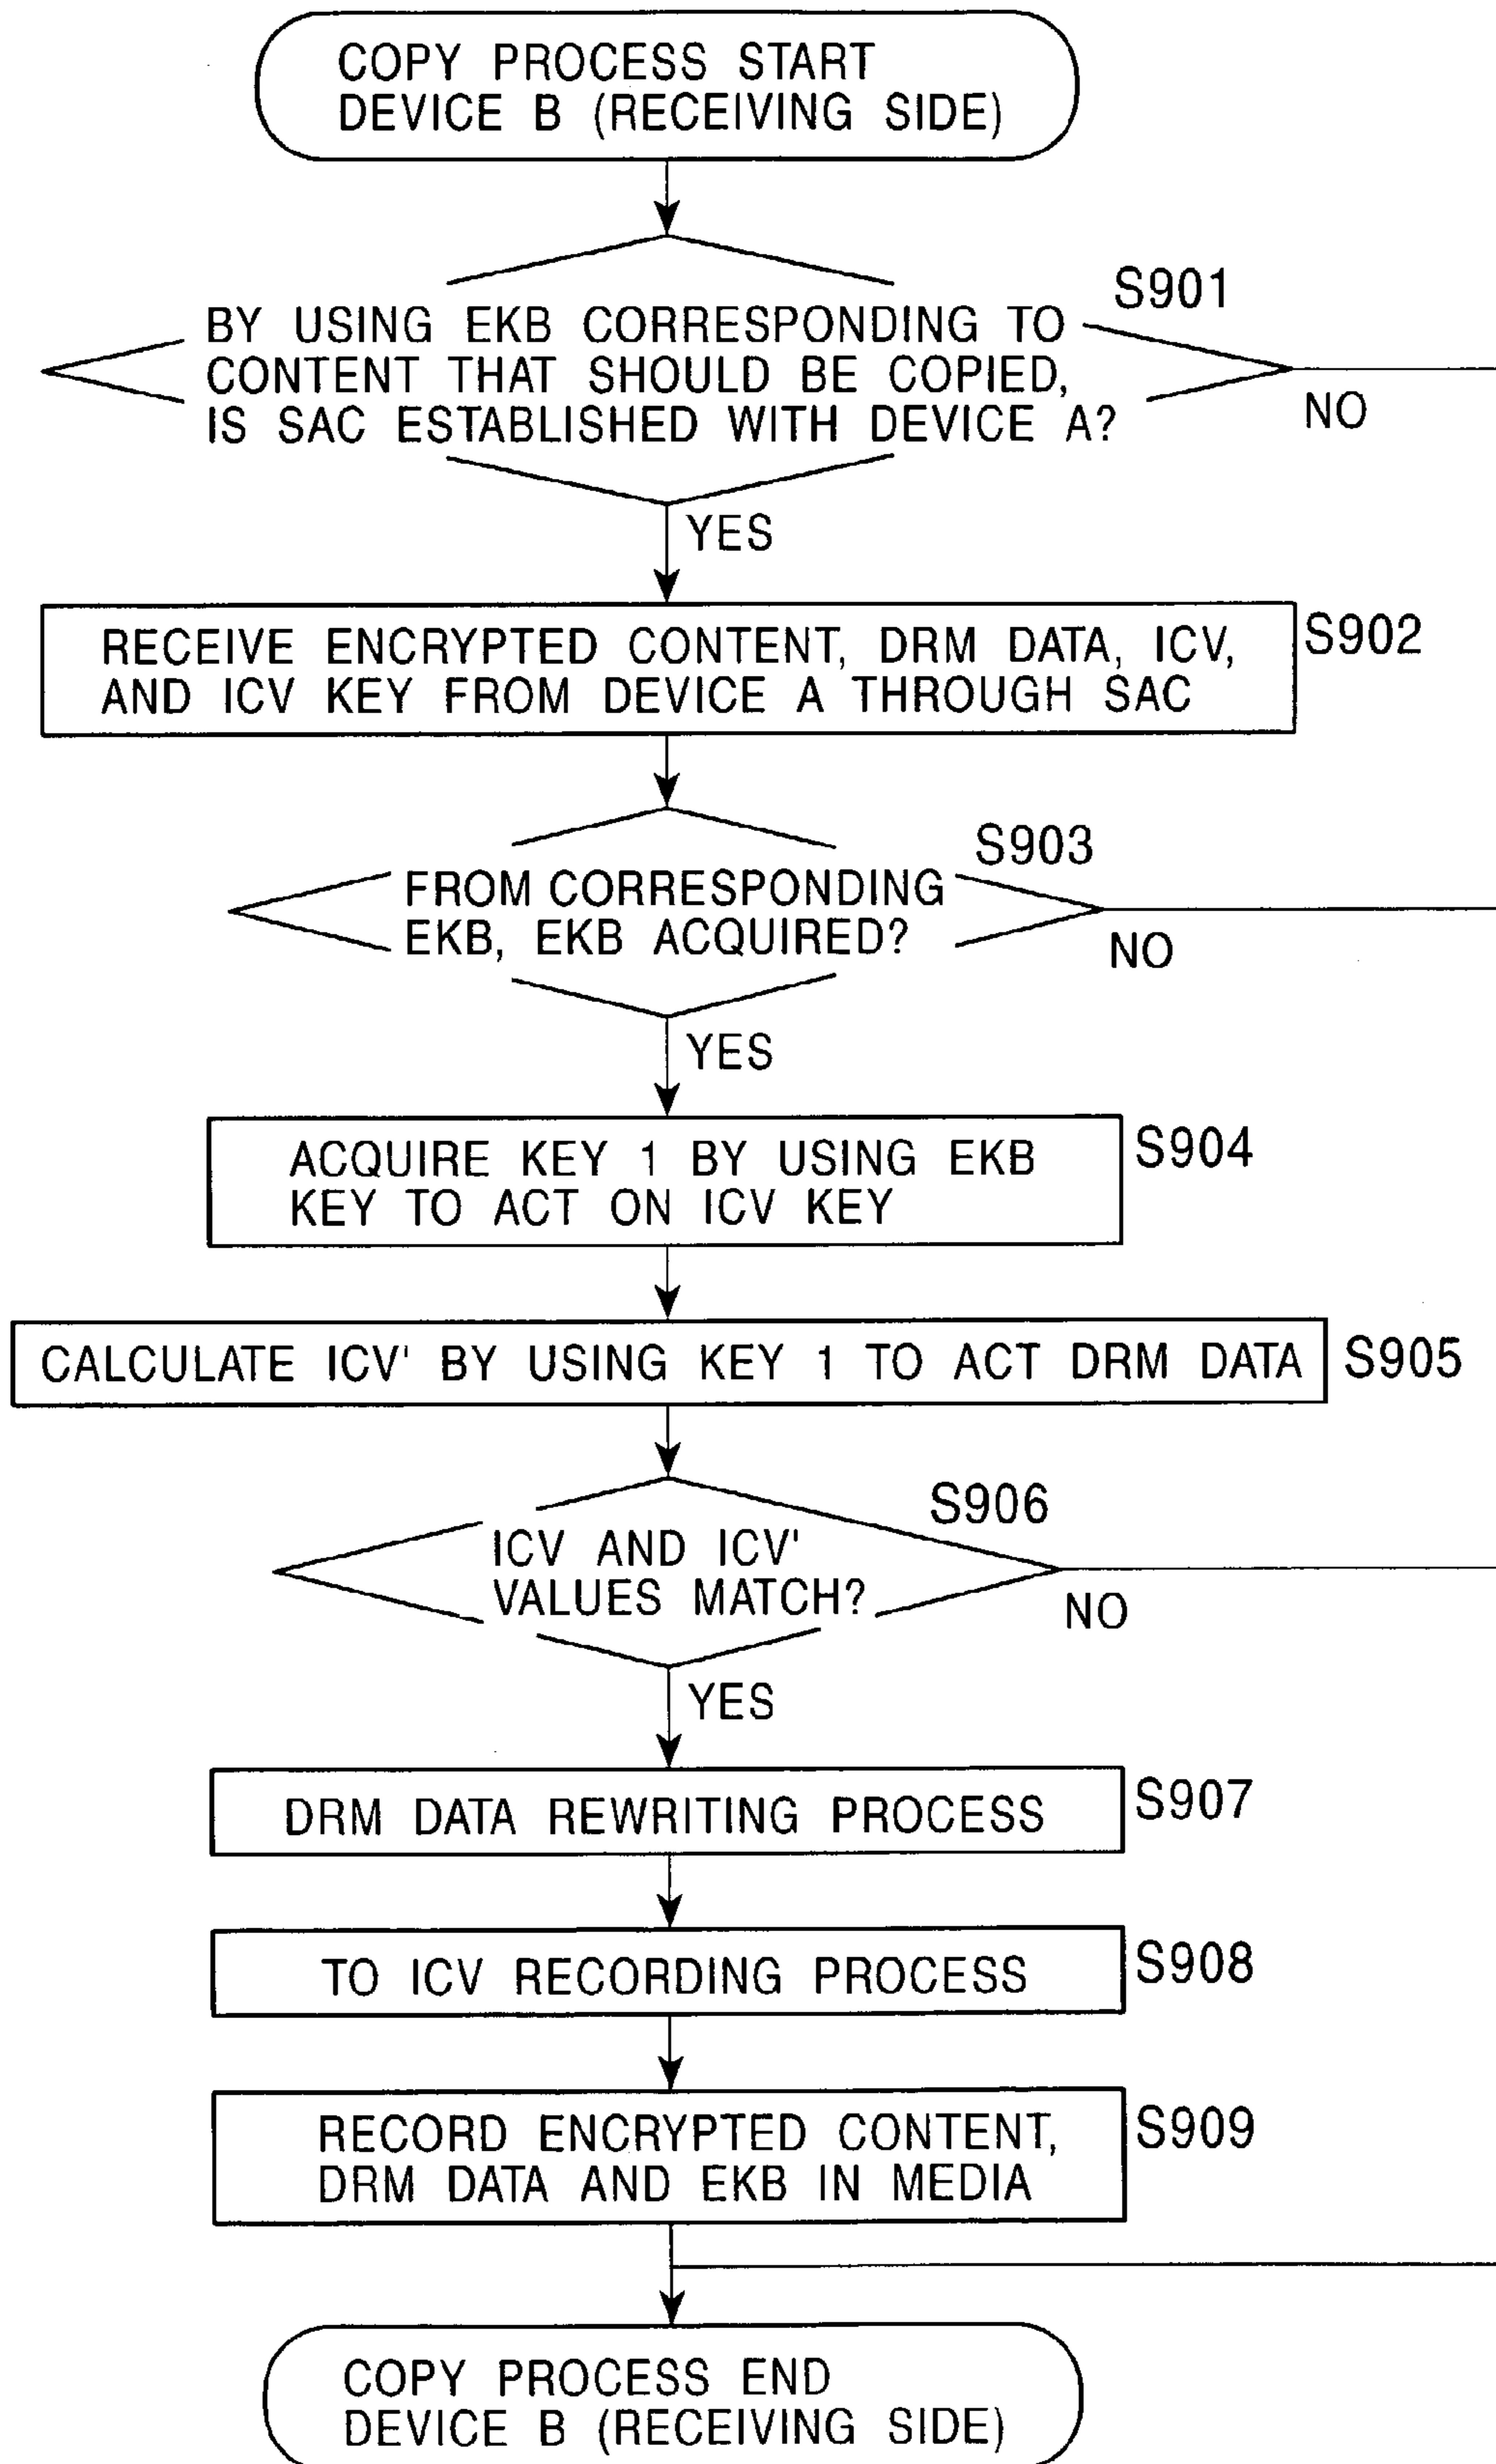 COPY PROCESS START
DEVICE B (RECEIVING SIDE)
S901
BY USING EKB CORRESPONDING TO
CONTENT THAT SHOULD BE COPIED,
IS SAC ESTABLISHED WITH DEVICE A?
NO
YES
RECEIVE ENCRYPTED CONTENT, DRM DATA, ICV,
AND ICV KEY FROM DEVICE A THROUGH SAC
S902
S903
FROM CORRESPONDING
EKB, EKB ACQUIRED?
NO
YES
ACQUIRE KEY 1 BY USING EKB
KEY TO ACT ON ICV KEY
S904
CALCULATE ICV' BY USING KEY 1 TO ACT DRM DATA
S905
S906
ICV AND ICV'
VALUES MATCH?
NO
YES
DRM DATA REWRITING PROCESS
S907
TO ICV RECORDING PROCESS
S908
RECORD ENCRYPTED CONTENT,
DRM DATA AND EKB IN MEDIA
S909
COPY PROCESS END
DEVICE B (RECEIVING SIDE)